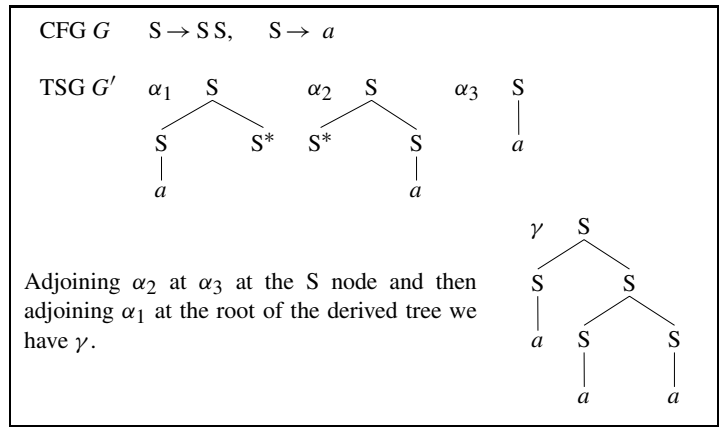 CFG G S → S S, S → a
TSG G′ α1 S α2 S α3 S
S S* S* S a
a a
γ S
Adjoining α2 at α3 at the S node and then
S S
adjoining α1 at the root of the derived tree we
have γ.
a S S
a a